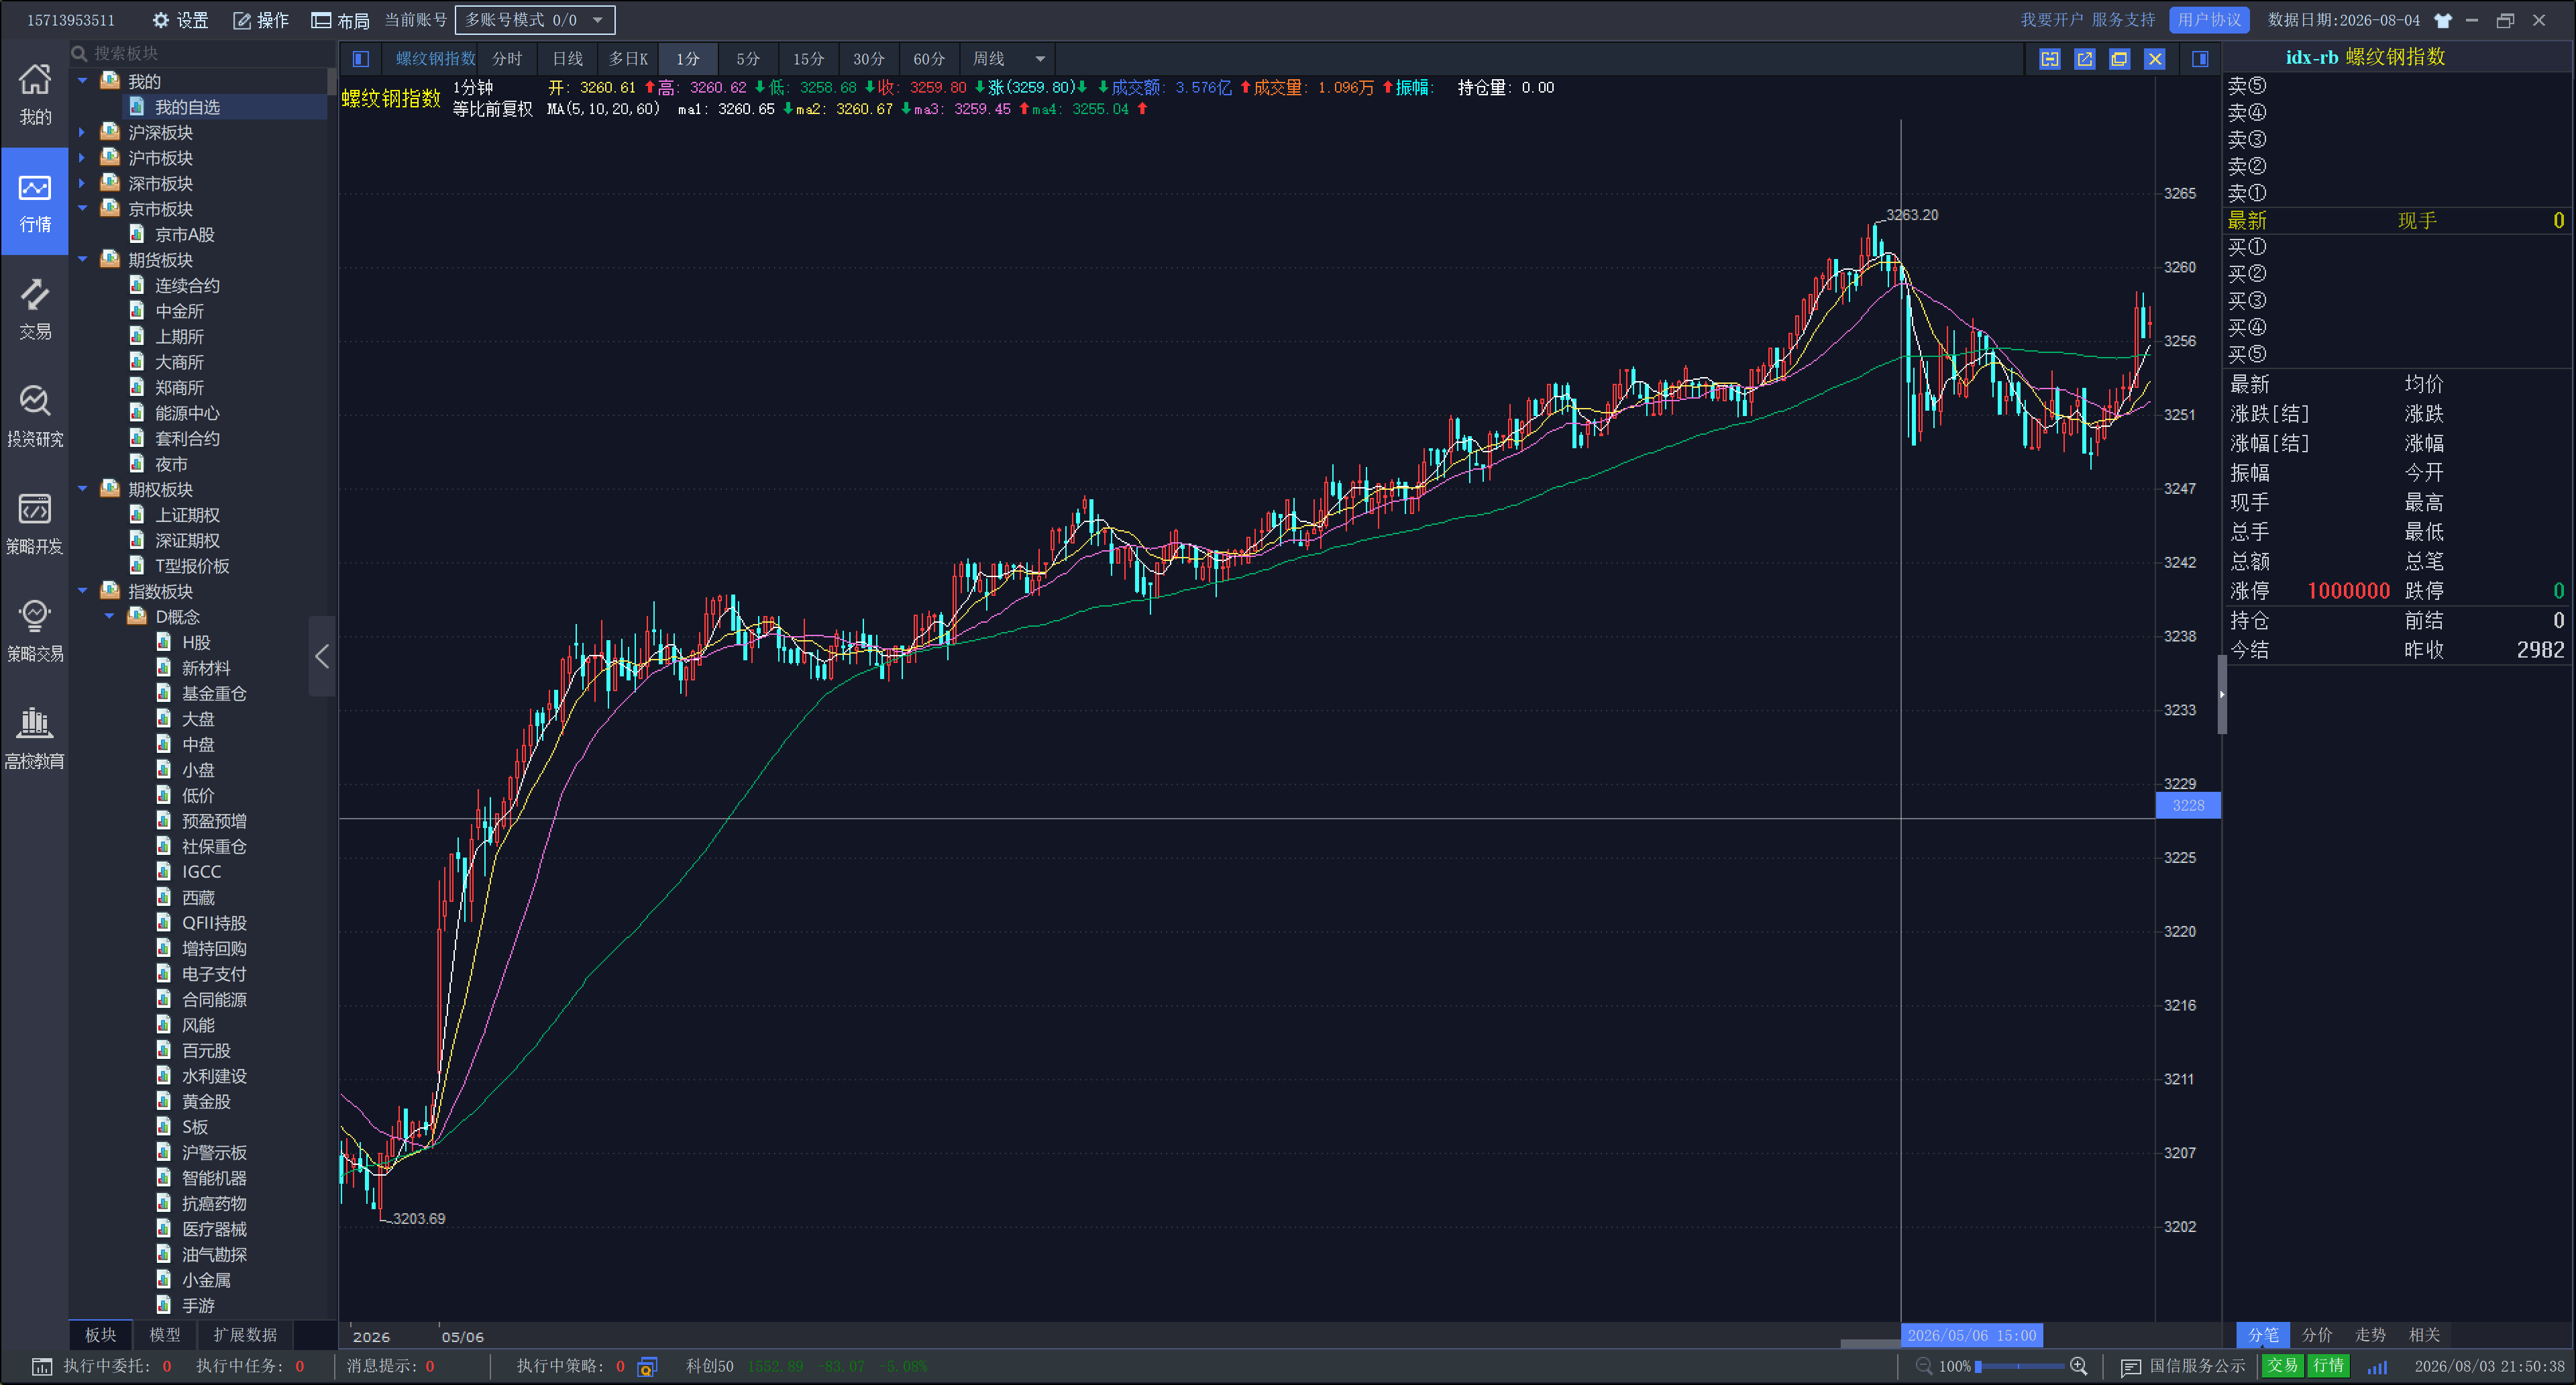 15713953511 设置 操作 布局 当前账号 多账号模式 0/0 我要开户 服务支持 用户协议 数据日期:2026-08-04
我的
行情
交易
投资研究
策略开发
策略交易
高校教育
搜索板块
我的
我的自选
沪深板块
沪市板块
深市板块
京市板块
京市A股
期货板块
连续合约
中金所
上期所
大商所
郑商所
能源中心
套利合约
夜市
期权板块
上证期权
深证期权
T型报价板
指数板块
D概念
H股
新材料
基金重仓
大盘
中盘
小盘
低价
预盈预增
社保重仓
IGCC
西藏
QFII持股
增持回购
电子支付
合同能源
风能
百元股
水利建设
黄金股
S板
沪警示板
智能机器
抗癌药物
医疗器械
油气勘探
小金属
手游
板块 模型 扩展数据
螺纹钢指数 分时 日线 多日K 1分 5分 15分 30分 60分 周线
螺纹钢指数
1分钟 开: 3260.61 高: 3260.62 低: 3258.68 收: 3259.80 涨(3259.80) 成交额: 3.576亿 成交量: 1.096万 振幅: 持仓量: 0.00
等比前复权 MA(5,10,20,60) ma1: 3260.65 ma2: 3260.67 ma3: 3259.45 ma4: 3255.04
3263.20
3203.69
3265
3260
3256
3251
3247
3242
3238
3233
3229
3228
3225
3220
3216
3211
3207
3202
2026 05/06 2026/05/06 15:00
idx-rb 螺纹钢指数
卖⑤
卖④
卖③
卖②
卖①
最新 现手 0
买①
买②
买③
买④
买⑤
最新 均价
涨跌[结] 涨跌
涨幅[结] 涨幅
振幅 今开
现手 最高
总手 最低
总额 总笔
涨停 1000000 跌停 0
持仓 前结 0
今结 昨收 2982
分笔 分价 走势 相关
执行中委托: 0 执行中任务: 0 消息提示: 0 执行中策略: 0 科创50 1552.89 -83.07 -5.08% 100% 国信服务公示 交易 行情 2026/08/03 21:50:38